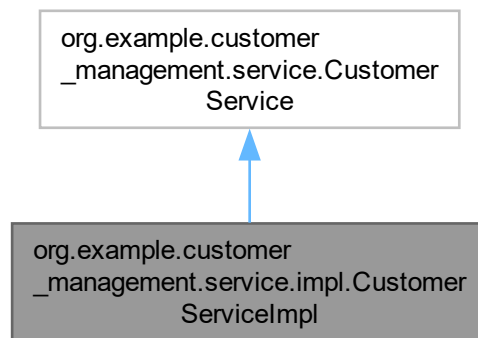 org.example.customer
_management.service.Customer
Service
org.example.customer
_management.service.impl.Customer
ServiceImpl